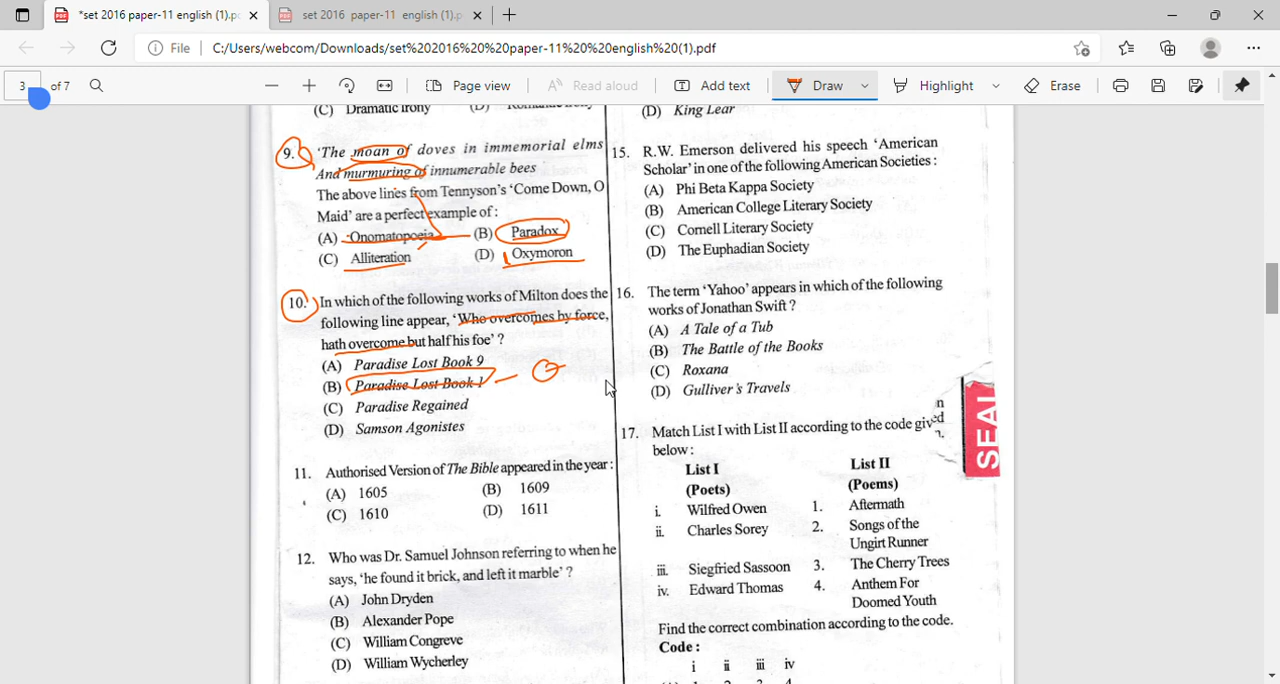 *set 2016 paper-11 english (1).p
set 2016 paper-11 english (1).p
File
C:/Users/webcom/Downloads/set%202016%20%20paper-11%20%20english%20(1).pdf
3 of 7
Page view
Read aloud
Add text
Draw
Highlight
Erase
(C) Dramatic Irony
9. 'The moan of doves in immemorial elms
And murmuring of innumerable bees
The above lines from Tennyson's 'Come Down, O
Maid' are a perfect example of:
(A) Onomatopoeia (B) Paradox
(C) Alliteration (D) Oxymoron
10. In which of the following works of Milton does the
following line appear, 'Who overcomes by force,
hath overcome but half his foe' ?
(A) Paradise Lost Book 9
(B) Paradise Lost Book 1
(C) Paradise Regained
(D) Samson Agonistes
11. Authorised Version of The Bible appeared in the year :
(A) 1605 (B) 1609
(C) 1610 (D) 1611
12. Who was Dr. Samuel Johnson referring to when he
says, 'he found it brick, and left it marble' ?
(A) John Dryden
(B) Alexander Pope
(C) William Congreve
(D) William Wycherley
(D) King Lear
15. R.W. Emerson delivered his speech 'American
Scholar' in one of the following American Societies :
(A) Phi Beta Kappa Society
(B) American College Literary Society
(C) Cornell Literary Society
(D) The Euphadian Society
16. The term 'Yahoo' appears in which of the following
works of Jonathan Swift ?
(A) A Tale of a Tub
(B) The Battle of the Books
(C) Roxana
(D) Gulliver's Travels
17. Match List I with List II according to the code giv
below :
List I List II
(Poets) (Poems)
i. Wilfred Owen 1. Aftermath
ii. Charles Sorey 2. Songs of the
Ungirt Runner
iii. Siegfried Sassoon 3. The Cherry Trees
iv. Edward Thomas 4. Anthem For
Doomed Youth
Find the correct combination according to the code.
Code :
i ii iii iv
SEAL